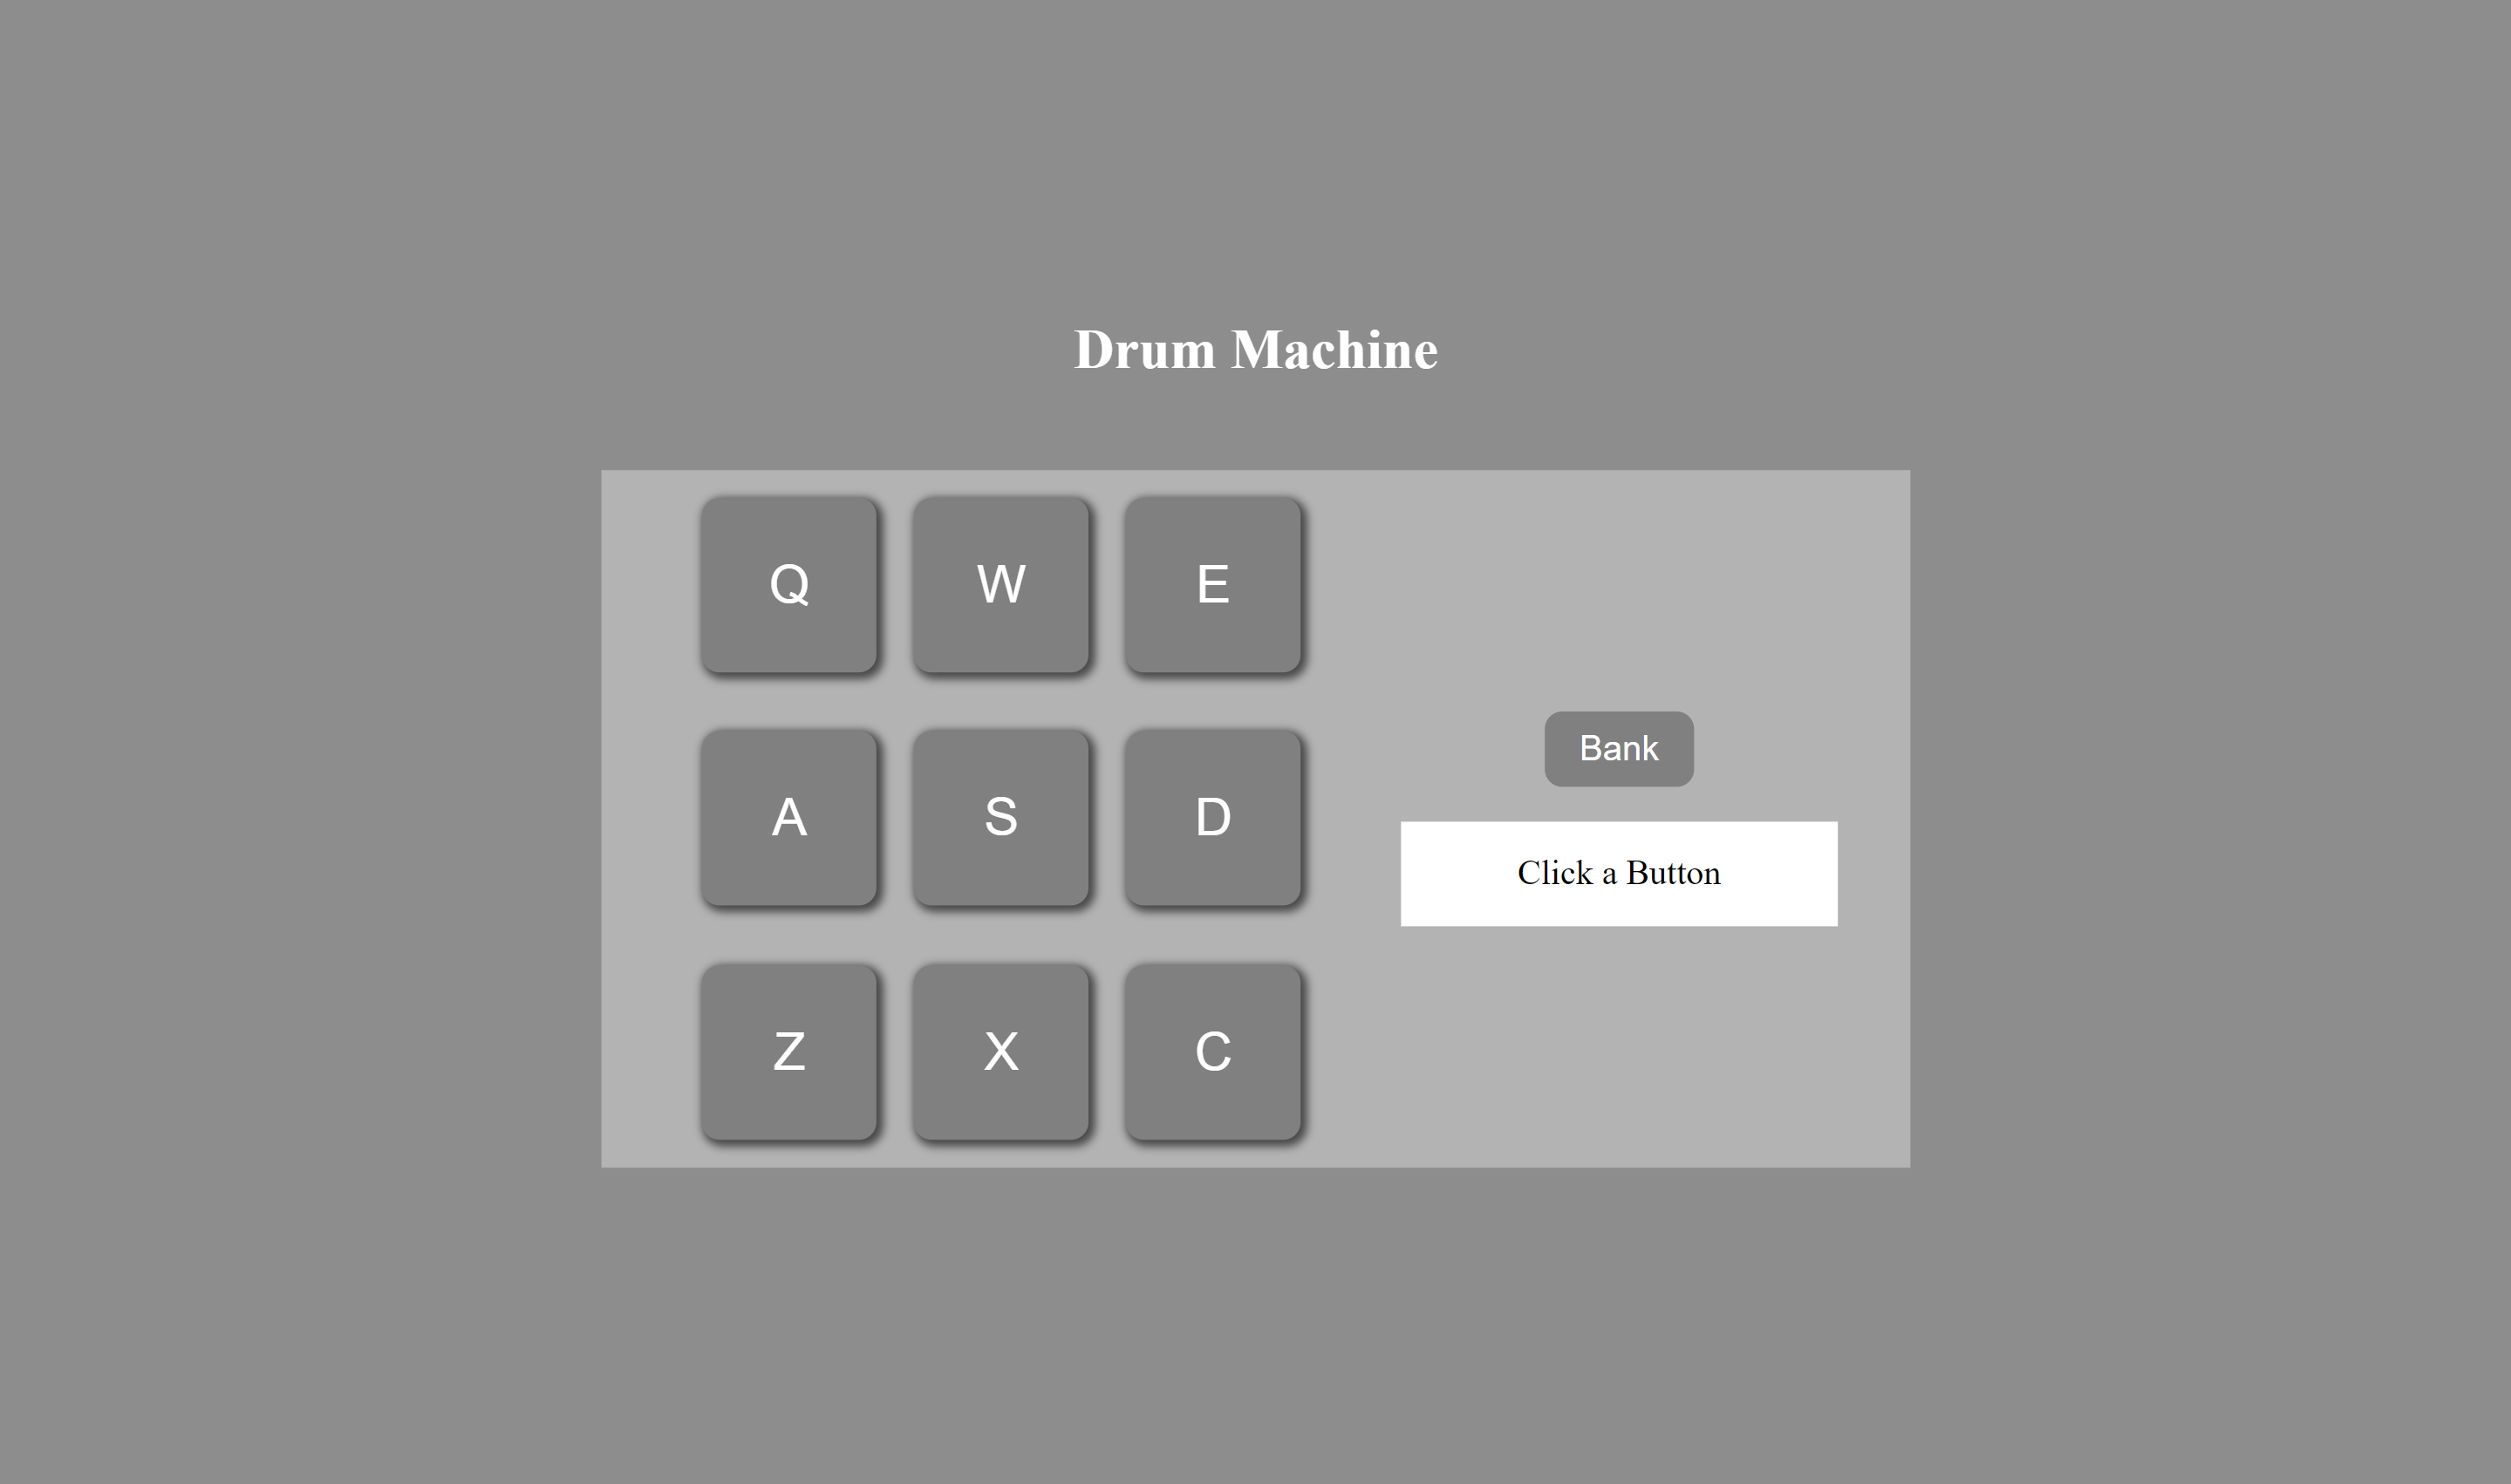 Drum Machine
Q W E
A S D
Z X C
Bank
Click a Button